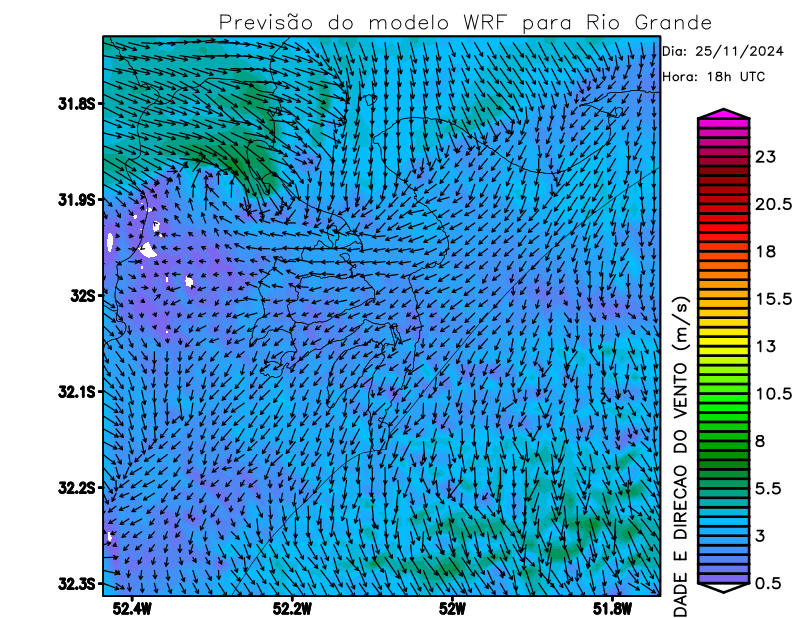 Previsão do modelo WRF para Rio Grande
Dia: 25/11/2024
Hora: 18h UTC
31.8S
31.9S
32S
32.1S
32.2S
32.3S
52.4W
52.2W
52W
51.8W
DADE E DIRECAO DO VENTO (m/s)
23
20.5
18
15.5
13
10.5
8
5.5
3
0.5